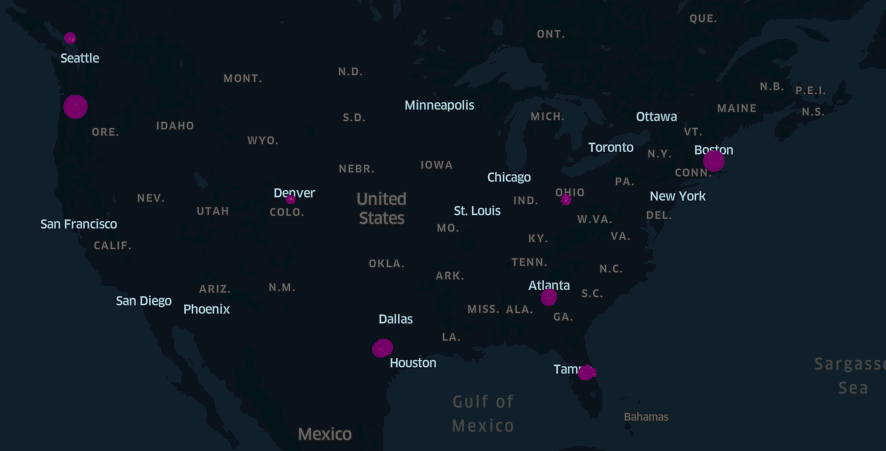 QUE.
ONT.
Seattle
N.D.
MONT.
N.B.
P.E.I.
Minneapolis
MAINE
N.S.
S.D.
MICH.
Ottawa
IDAHO
ORE.
VT.
WYO.
Toronto
Boston
N.Y.
NEBR.
IOWA
CONN.
Chicago
PA.
Denver
OHIO
NEV.
New York
United
States
IND.
UTAH
COLO.
St. Louis
DEL.
W.VA.
San Francisco
MO.
KY.
VA.
CALIF.
OKLA.
TENN.
N.C.
ARK.
ARIZ.
N.M.
Atlanta
S.C.
San Diego
Phoenix
MISS.
ALA.
GA.
Dallas
LA.
Houston
Sargasso
Sea
Gulf of
Mexico
Bahamas
Mexico